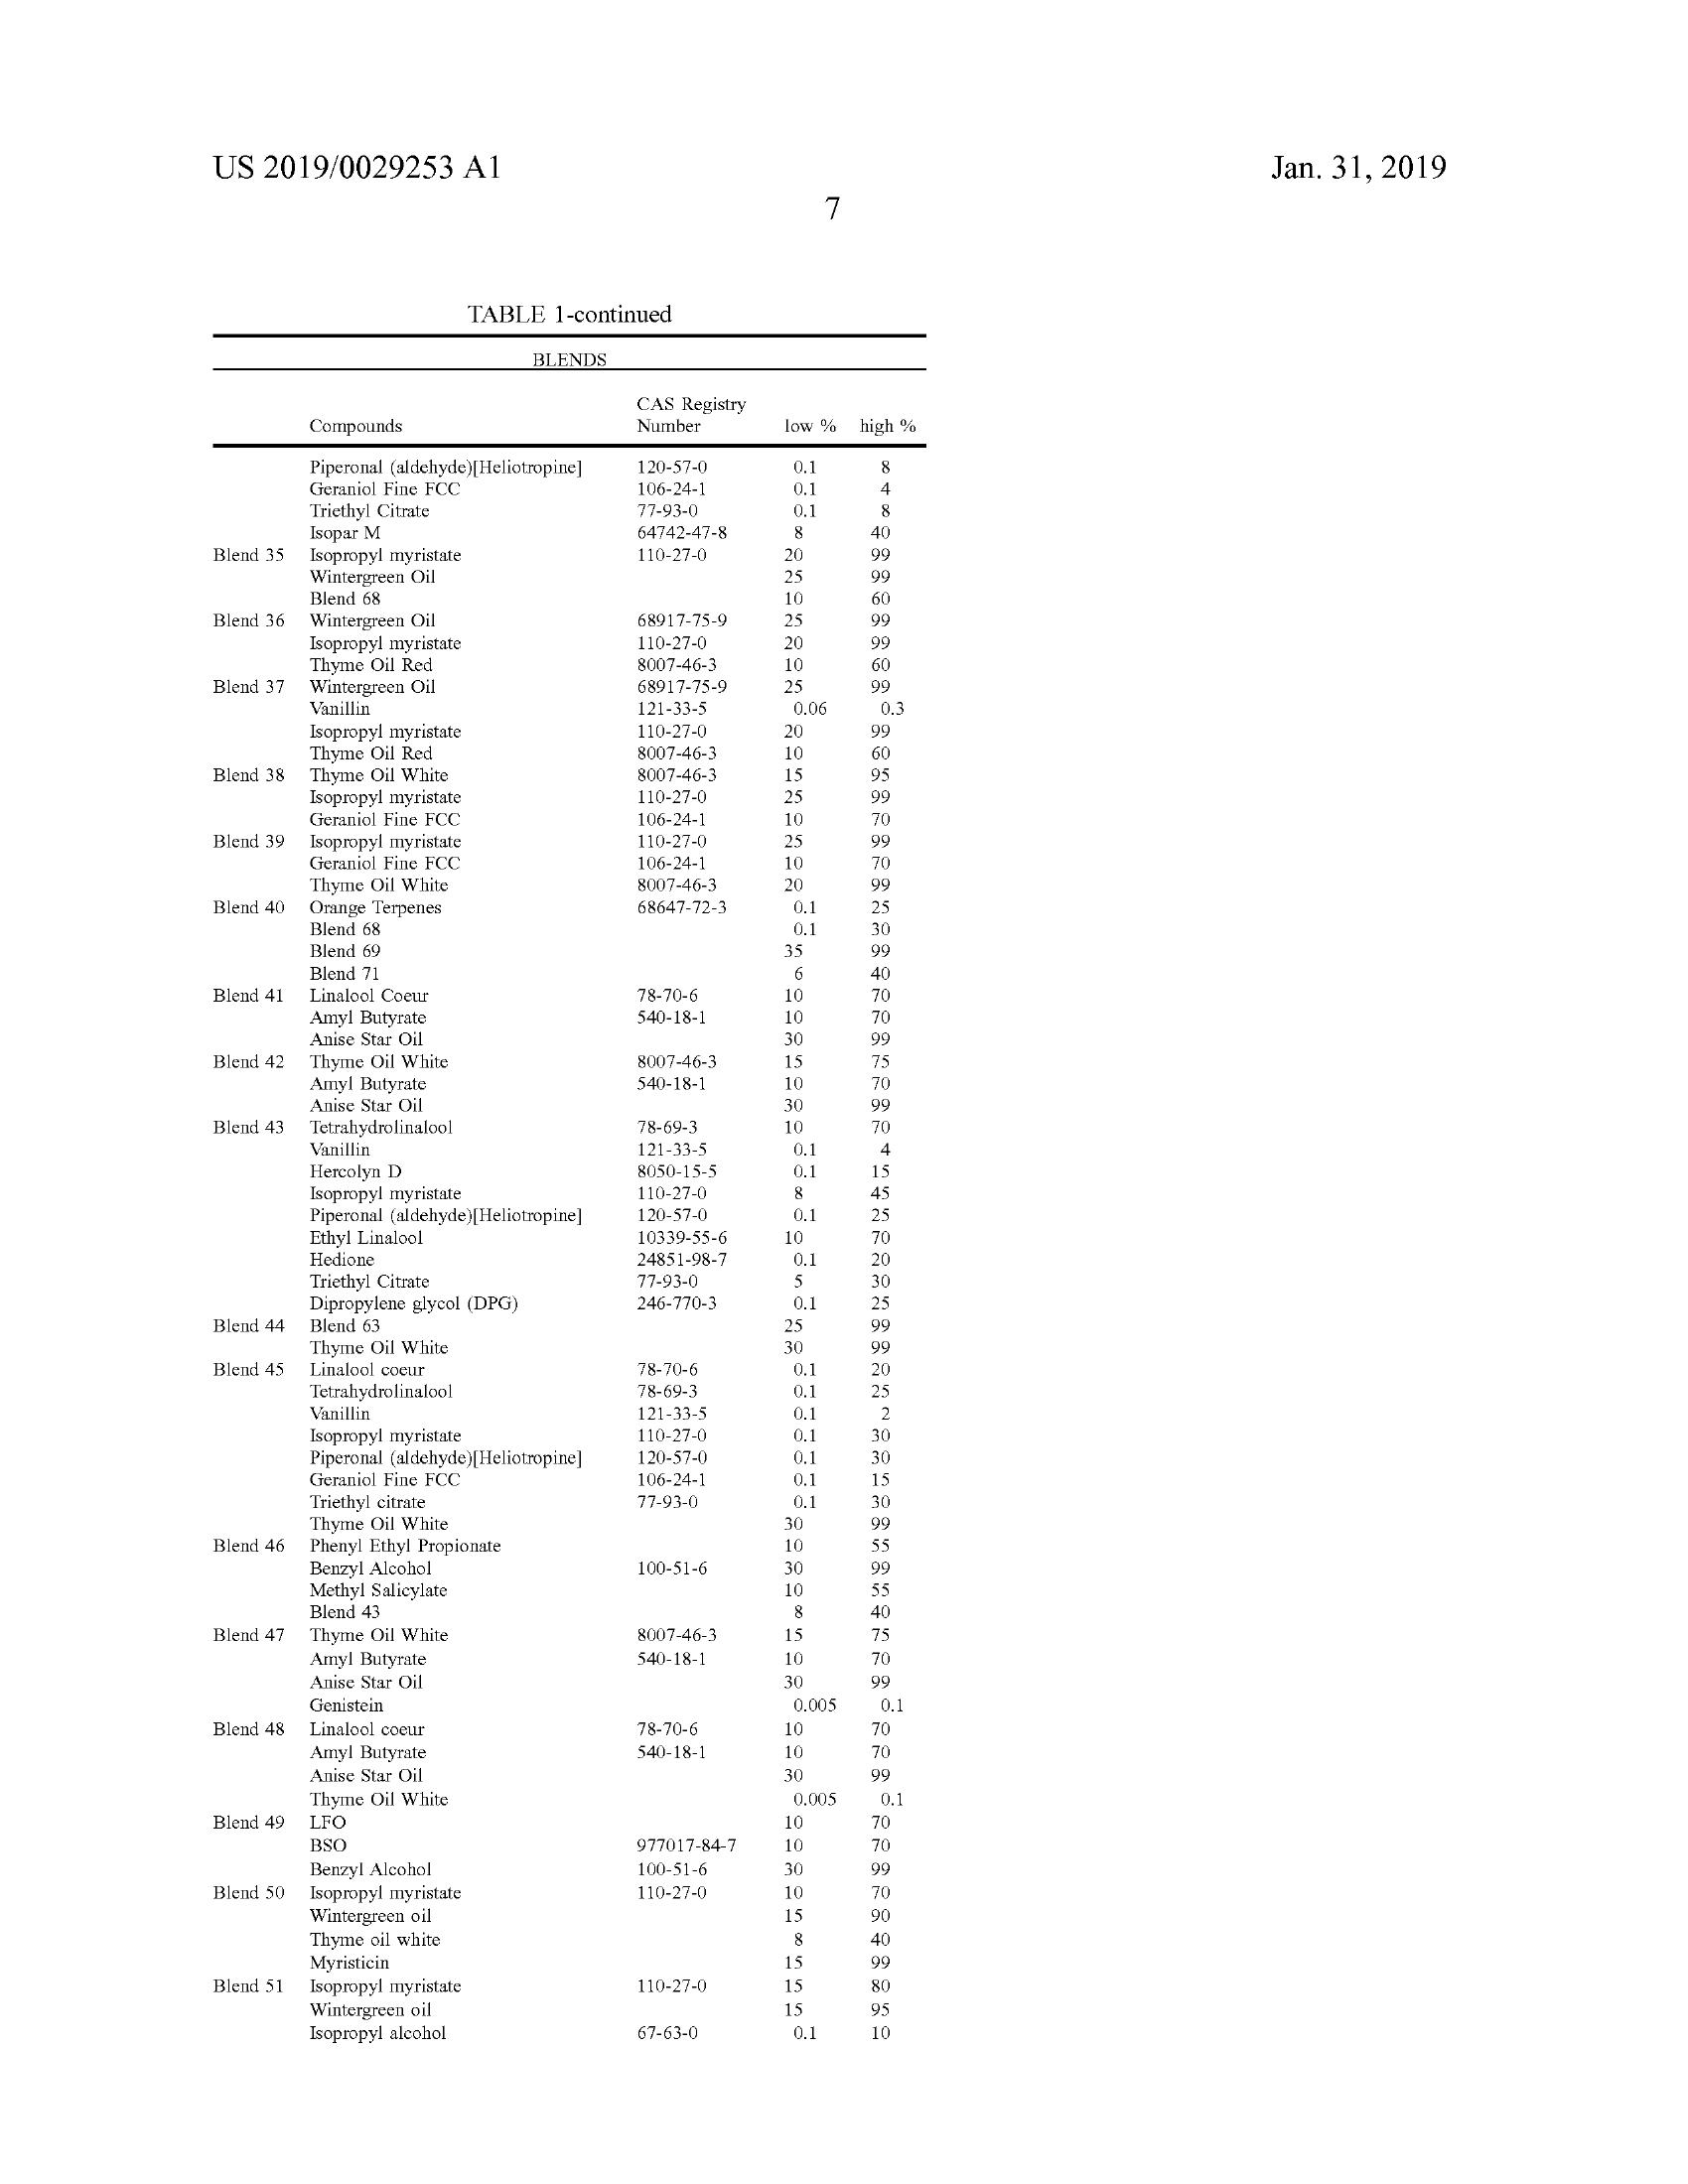 US 2019/0029253 A1 Jan. 31, 2019
7
TABLE 1-continued
BLENDS
CAS Registry
Compounds Number low % high %
Piperonal (aldehyde)[Heliotropine] 120-57-0 0.1 8
Geraniol Fine FCC 106-24-1 0.1 4
Triethyl Citrate 77-93-0 0.1 8
Isopar M 64742-47-8 8 40
Blend 35 Isopropyl myristate 110-27-0 20 99
Wintergreen Oil 25 99
Blend 68 10 60
Blend 36 Wintergreen Oil 68917-75-9 25 99
Isopropyl myristate 110-27-0 20 99
Thyme Oil Red 8007-46-3 10 60
Blend 37 Wintergreen Oil 68917-75-9 25 99
Vanillin 121-33-5 0.06 0.3
Isopropyl myristate 110-27-0 20 99
Thyme Oil Red 8007-46-3 10 60
Blend 38 Thyme Oil White 8007-46-3 15 95
Isopropyl myristate 110-27-0 25 99
Geraniol Fine FCC 106-24-1 10 70
Blend 39 Isopropyl myristate 110-27-0 25 99
Geraniol Fine FCC 106-24-1 10 70
Thyme Oil White 8007-46-3 20 99
Blend 40 Orange Terpenes 68647-72-3 0.1 25
Blend 68 0.1 30
Blend 69 35 99
Blend 71 6 40
Blend 41 Linalool Coeur 78-70-6 10 70
Amyl Butyrate 540-18-1 10 70
Anise Star Oil 30 99
Blend 42 Thyme Oil White 8007-46-3 15 75
Amyl Butyrate 540-18-1 10 70
Anise Star Oil 30 99
Blend 43 Tetrahydrolinalool 78-69-3 10 70
Vanillin 121-33-5 0.1 4
Hercolyn D 8050-15-5 0.1 15
Isopropyl myristate 110-27-0 8 45
Piperonal (aldehyde)[Heliotropine] 120-57-0 0.1 25
Ethyl Linalool 10339-55-6 10 70
Hedione 24851-98-7 0.1 20
Triethyl Citrate 77-93-0 5 30
Dipropylene glycol (DPG) 246-770-3 0.1 25
Blend 44 Blend 63 25 99
Thyme Oil White 30 99
Blend 45 Linalool coeur 78-70-6 0.1 20
Tetrahydrolinalool 78-69-3 0.1 25
Vanillin 121-33-5 0.1 2
Isopropyl myristate 110-27-0 0.1 30
Piperonal (aldehyde)[Heliotropine] 120-57-0 0.1 30
Geraniol Fine FCC 106-24-1 0.1 15
Triethyl citrate 77-93-0 0.1 30
Thyme Oil White 30 99
Blend 46 Phenyl Ethyl Propionate 10 55
Benzyl Alcohol 100-51-6 30 99
Methyl Salicylate 10 55
Blend 43 8 40
Blend 47 Thyme Oil White 8007-46-3 15 75
Amyl Butyrate 540-18-1 10 70
Anise Star Oil 30 99
Genistein 0.005 0.1
Blend 48 Linalool coeur 78-70-6 10 70
Amyl Butyrate 540-18-1 10 70
Anise Star Oil 30 99
Thyme Oil White 0.005 0.1
Blend 49 LFO 10 70
BSO 977017-84-7 10 70
Benzyl Alcohol 100-51-6 30 99
Blend 50 Isopropyl myristate 110-27-0 10 70
Wintergreen oil 15 90
Thyme oil white 8 40
Myristicin 15 99
Blend 51 Isopropyl myristate 110-27-0 15 80
Wintergreen oil 15 95
Isopropyl alcohol 67-63-0 0.1 10